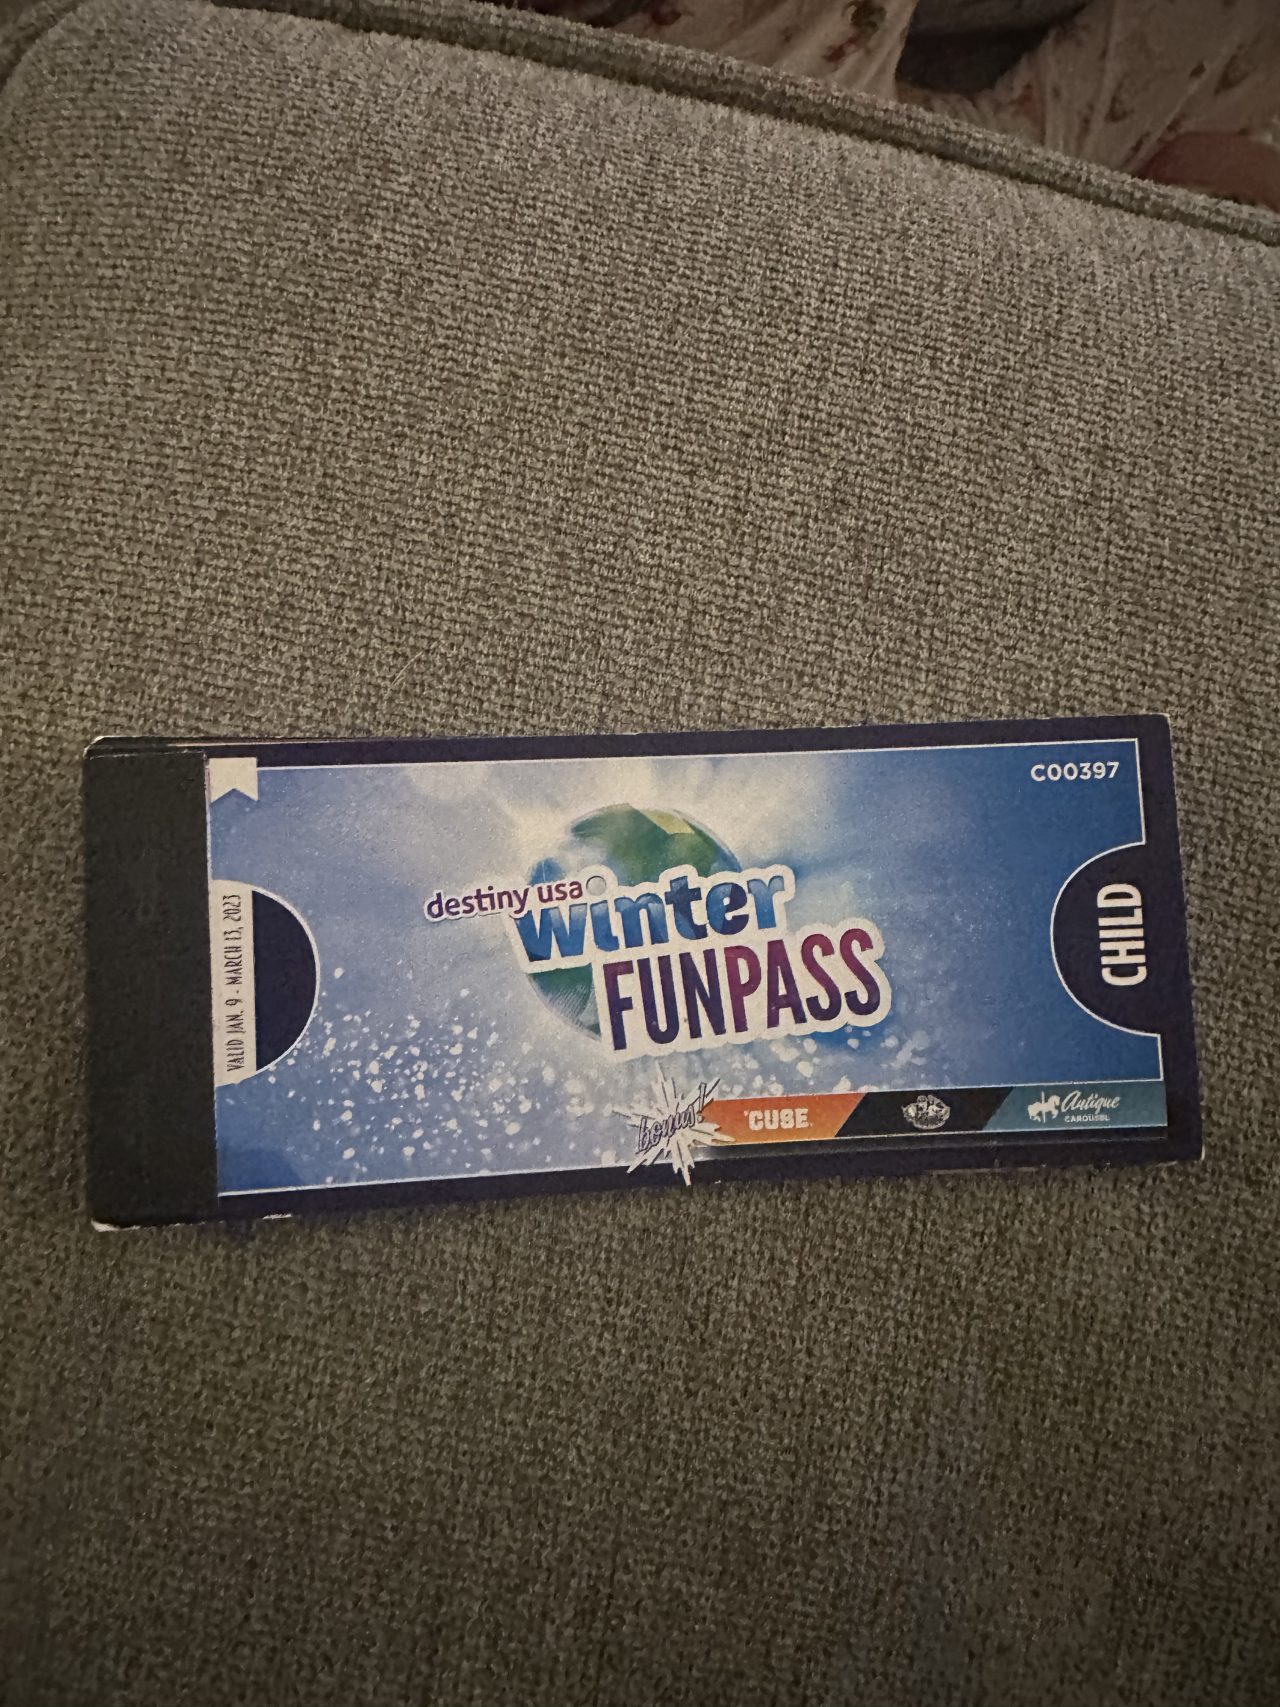 C00397
VALID JAN. 9 - MARCH 13, 2023
destiny usa
winter
FUNPASS
CHILD
bonus!
'CUSE.
Antique
CAROUSEL